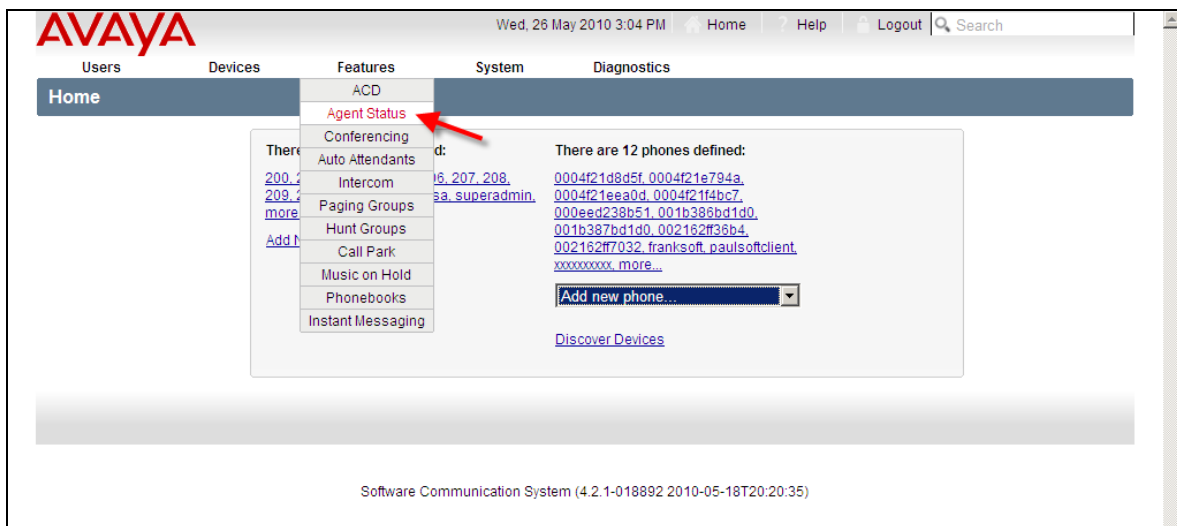 AVAYA
Wed, 26 May 2010 3:04 PM Home ? Help Logout Search
Users Devices Features System Diagnostics
Home
ACD
Agent Status
Conferencing
Auto Attendants
Intercom
Paging Groups
Hunt Groups
Call Park
Music on Hold
Phonebooks
Instant Messaging
There d:
200, 6, 207, 208,
209, sa, superadmin,
more
Add
There are 12 phones defined:
0004f21d8d5f, 0004f21e794a,
0004f21eea0d, 0004f21f4bc7,
000eed238b51, 001b386bd1d0,
001b387bd1d0, 002162ff36b4,
002162ff7032, franksoft, paulsoftclient,
xxxxxxxxxx, more...
Add new phone...
Discover Devices
Software Communication System (4.2.1-018892 2010-05-18T20:20:35)